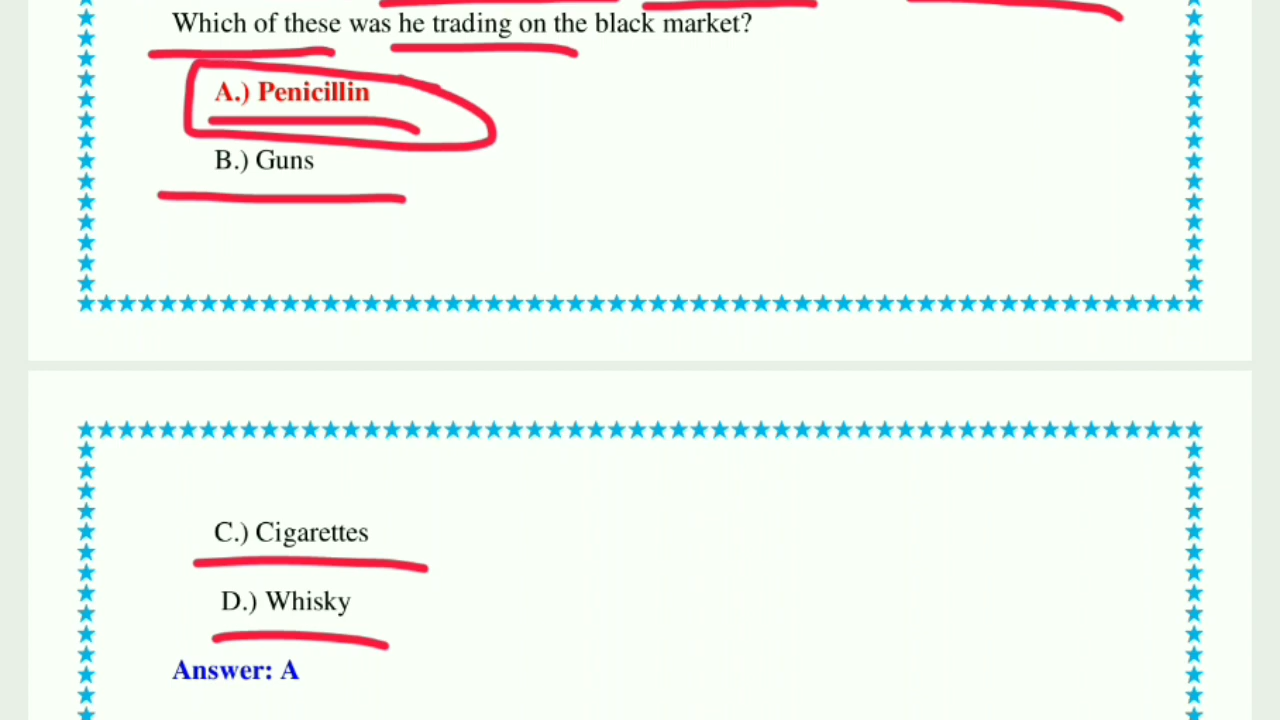 Which of these was he trading on the black market?
A.) Penicillin
B.) Guns
C.) Cigarettes
D.) Whisky
Answer: A